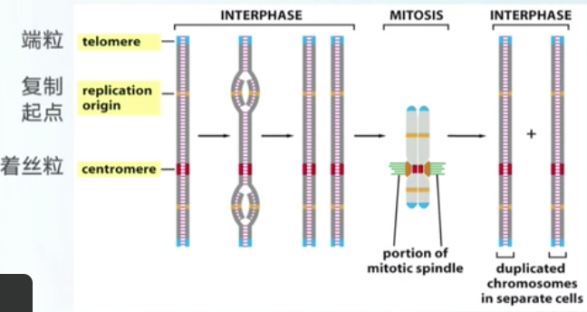 INTERPHASE
MITOSIS
INTERPHASE
端粒
telomere
复制
起点
replication
origin
着丝粒
centromere
+
portion of
mitotic spindle
duplicated
chromosomes
in separate cells